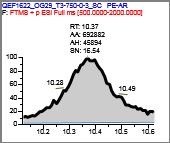 QEF1622_OG29_T3-750-0-3_SC PE-AR
F: FTMS + p ESI Full ms [500.0000-2000.0000]
RT: 10.37
AA: 692882
AH: 45894
SN: 16.54
100
80
60
40
20
0
10.28
10.49
10.2 10.3 10.4 10.5 10.6